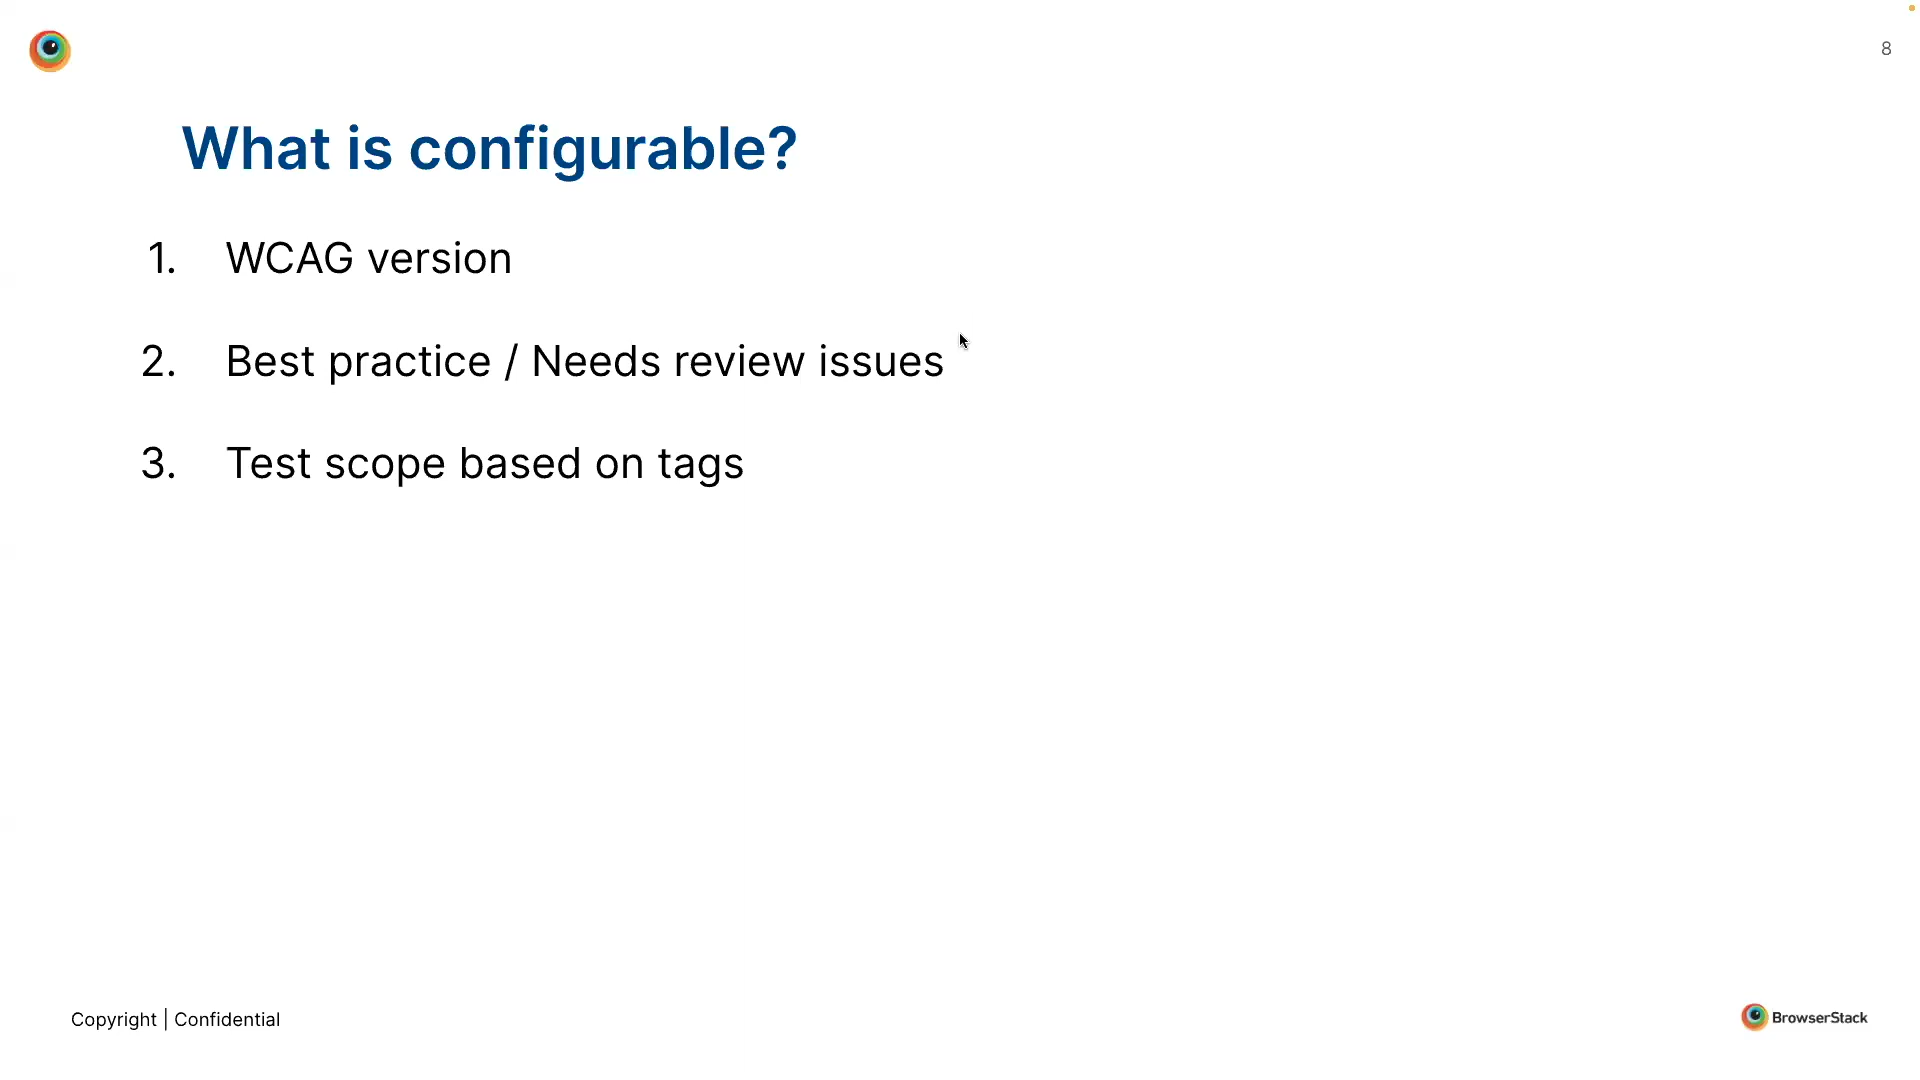 8
What is configurable?
1. WCAG version
2. Best practice / Needs review issues
3. Test scope based on tags
Copyright | Confidential
BrowserStack